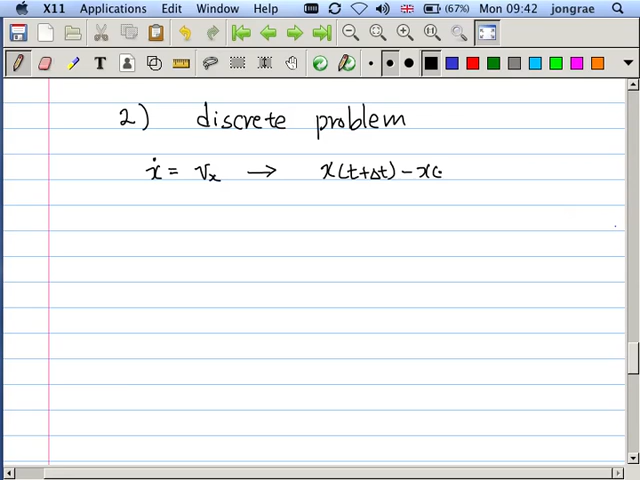 X11 Applications Edit Window Help (67%) Mon 09:42 jongrae
T
2) discrete problem
ẋ = Vₓ → x(t+Δt) − x(